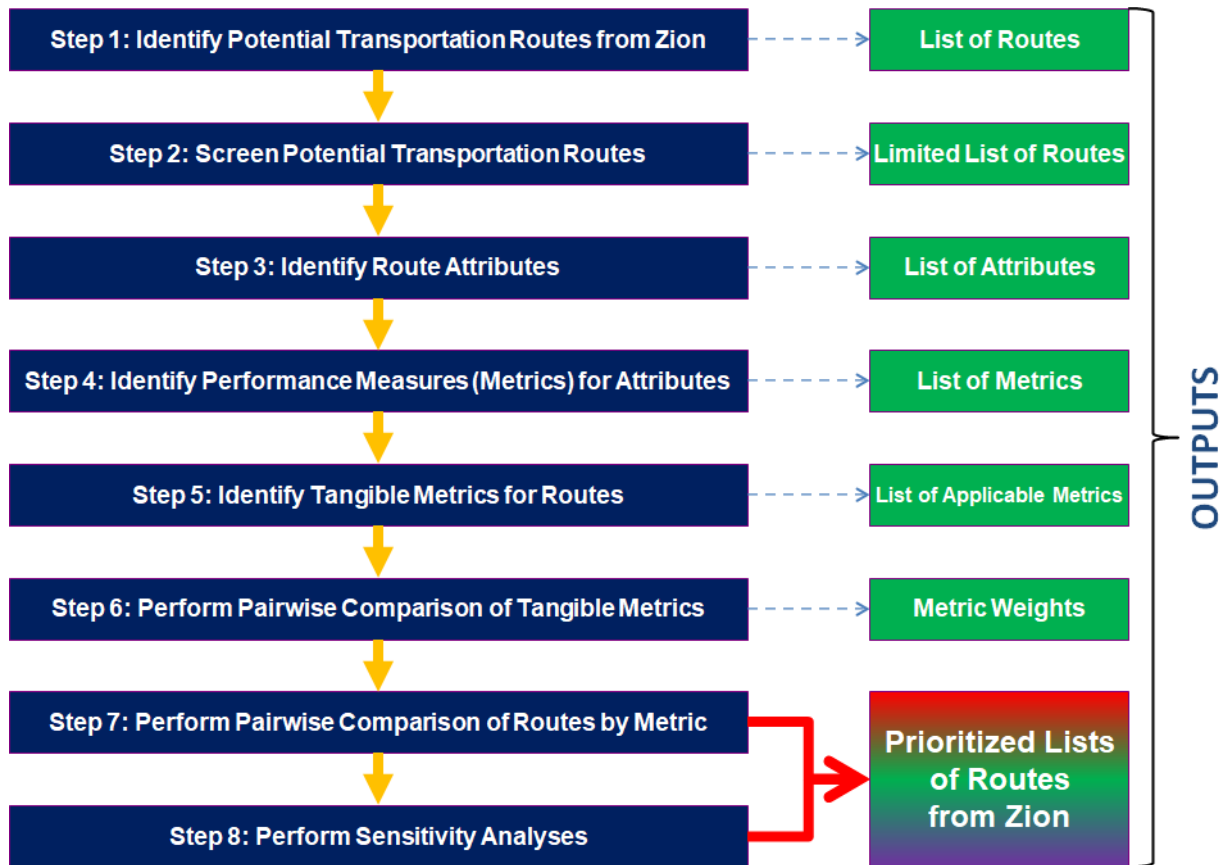 Step 1: Identify Potential Transportation Routes from Zion
List of Routes
Step 2: Screen Potential Transportation Routes
Limited List of Routes
Step 3: Identify Route Attributes
List of Attributes
Step 4: Identify Performance Measures (Metrics) for Attributes
List of Metrics
Step 5: Identify Tangible Metrics for Routes
List of Applicable Metrics
Step 6: Perform Pairwise Comparison of Tangible Metrics
Metric Weights
Step 7: Perform Pairwise Comparison of Routes by Metric
Step 8: Perform Sensitivity Analyses
Prioritized Lists
of Routes
from Zion
OUTPUTS